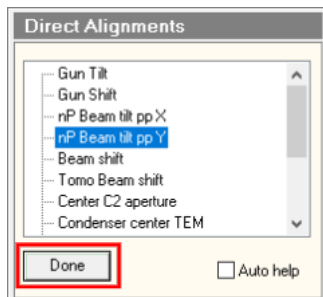 Direct Alignments
Gun Tilt
Gun Shift
nP Beam tilt pp X
nP Beam tilt pp Y
Beam shift
Tomo Beam shift
Center C2 aperture
Condenser center TEM
Done
Auto help